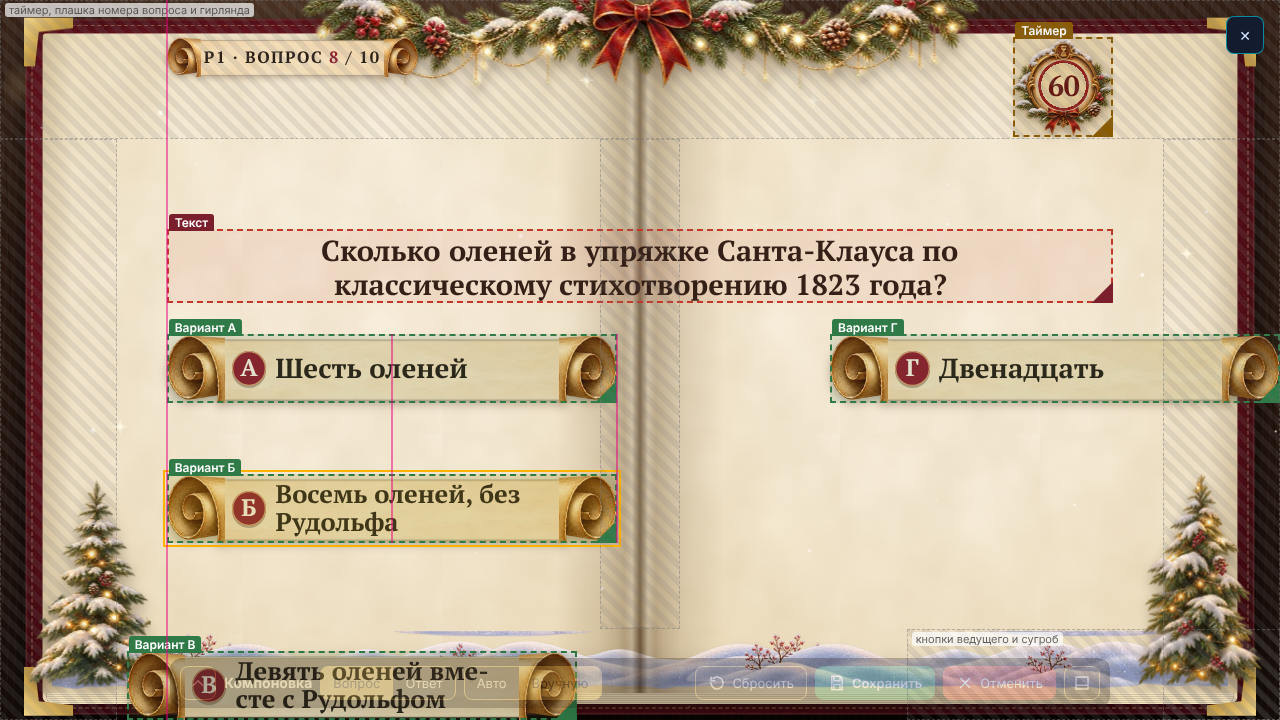 таймер, плашка номера вопроса и гирлянда
Р1 · ВОПРОС 8 / 10
Таймер
60
×
Текст
Сколько оленей в упряжке Санта-Клауса по
классическому стихотворению 1823 года?
Вариант А
А Шесть оленей
Вариант Г
Г Двенадцать
Вариант Б
Б Восемь оленей, без
Рудольфа
кнопки ведущего и сугроб
Вариант В
В Девять оленей вме-
сте с Рудольфом
Компоновка Вопрос Ответ Авто Вручную Сбросить Сохранить Отменить